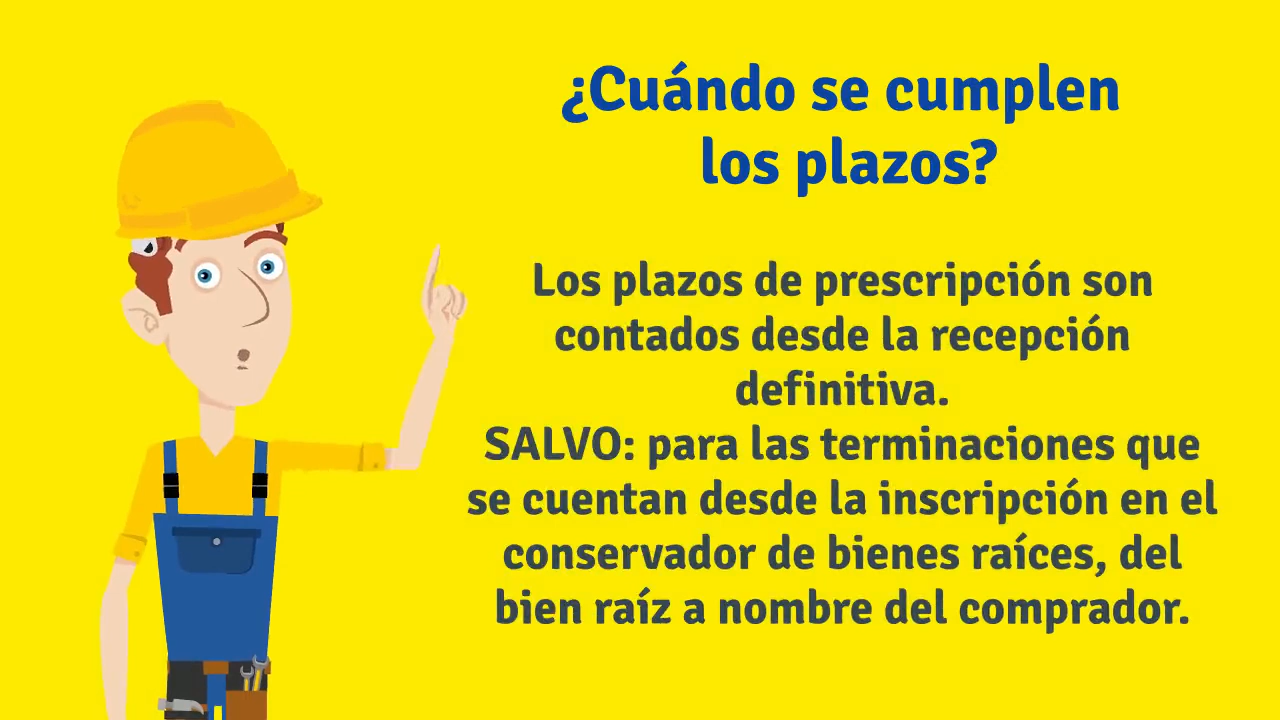 ¿Cuándo se cumplen
los plazos?
Los plazos de prescripción son
contados desde la recepción
definitiva.
SALVO: para las terminaciones que
se cuentan desde la inscripción en el
conservador de bienes raíces, del
bien raíz a nombre del comprador.